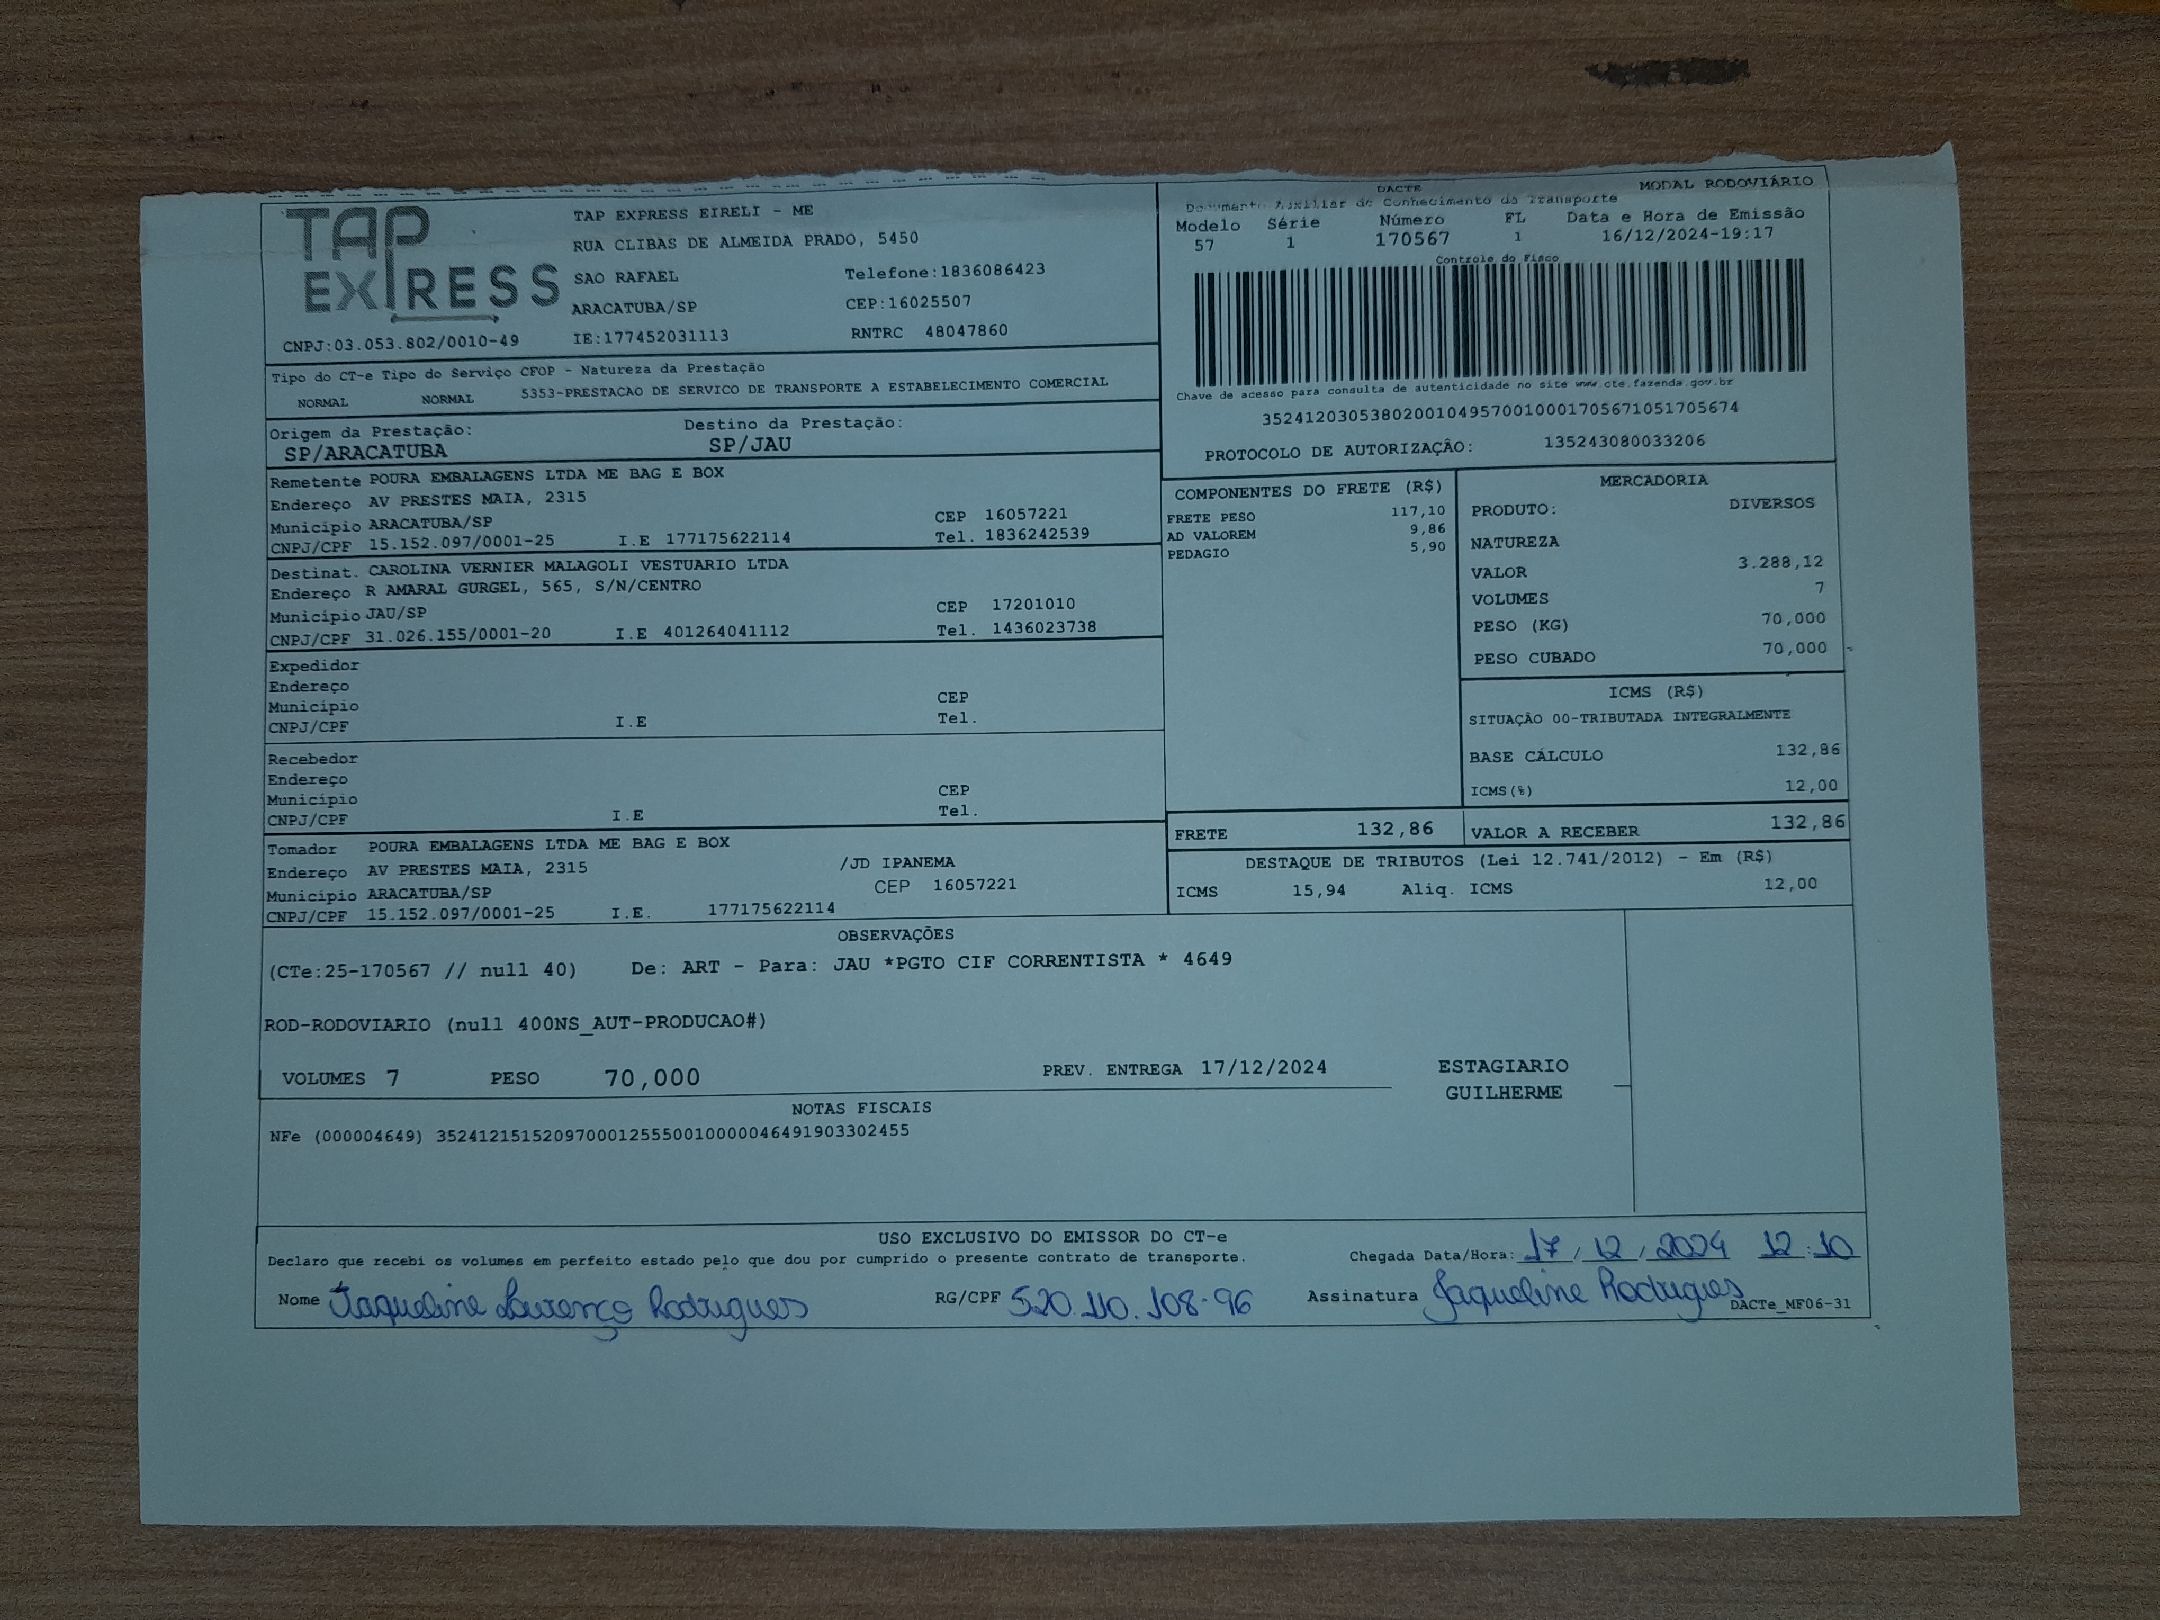 TAP EXPRESS
TAP EXPRESS EIRELI - ME
RUA CLIBAS DE ALMEIDA PRADO, 5450
SAO RAFAEL Telefone:1836086423
ARACATUBA/SP CEP:16025507
CNPJ:03.053.802/0010-49 IE:177452031113 RNTRC 48047860
DACTE MODAL RODOVIÁRIO
Documento Auxiliar do Conhecimento do Transporte
Modelo Série Número FL Data e Hora de Emissão
57 1 170567 1 16/12/2024-19:17
Controle do Fisco
Chave de acesso para consulta de autenticidade no site www.cte.fazenda.gov.br
35241203053802001049570010001705671051705674
PROTOCOLO DE AUTORIZAÇÃO: 135243080033206
Tipo do CT-e Tipo do Serviço CFOP - Natureza da Prestação
NORMAL NORMAL 5353-PRESTACAO DE SERVICO DE TRANSPORTE A ESTABELECIMENTO COMERCIAL
Origem da Prestação: Destino da Prestação:
SP/ARACATUBA SP/JAU
Remetente POURA EMBALAGENS LTDA ME BAG E BOX
Endereço AV PRESTES MAIA, 2315
Município ARACATUBA/SP CEP 16057221
CNPJ/CPF 15.152.097/0001-25 I.E 177175622114 Tel. 1836242539
Destinat. CAROLINA VERNIER MALAGOLI VESTUARIO LTDA
Endereço R AMARAL GURGEL, 565, S/N/CENTRO
Município JAU/SP CEP 17201010
CNPJ/CPF 31.026.155/0001-20 I.E 401264041112 Tel. 1436023738
Expedidor
Endereço
Município CEP
CNPJ/CPF I.E Tel.
Recebedor
Endereço
Município CEP
CNPJ/CPF I.E Tel.
Tomador POURA EMBALAGENS LTDA ME BAG E BOX
Endereço AV PRESTES MAIA, 2315 /JD IPANEMA
Município ARACATUBA/SP CEP 16057221
CNPJ/CPF 15.152.097/0001-25 I.E. 177175622114
COMPONENTES DO FRETE (R$)
FRETE PESO 117,10
AD VALOREM 9,86
PEDAGIO 5,90
MERCADORIA
PRODUTO: DIVERSOS
NATUREZA
VALOR 3.288,12
VOLUMES 7
PESO (KG) 70,000
PESO CUBADO 70,000
ICMS (R$)
SITUAÇÃO 00-TRIBUTADA INTEGRALMENTE
BASE CÁLCULO 132,86
ICMS(%) 12,00
FRETE 132,86 VALOR A RECEBER 132,86
DESTAQUE DE TRIBUTOS (Lei 12.741/2012) - Em (R$)
ICMS 15,94 Aliq. ICMS 12,00
OBSERVAÇÕES
(CTe:25-170567 // null 40) De: ART - Para: JAU *PGTO CIF CORRENTISTA * 4649
ROD-RODOVIARIO (null 400NS_AUT-PRODUCAO#)
VOLUMES 7 PESO 70,000 PREV. ENTREGA 17/12/2024 ESTAGIARIO
GUILHERME
NOTAS FISCAIS
NFe (000004649) 35241215152097000125550010000046491903302455
USO EXCLUSIVO DO EMISSOR DO CT-e
Declaro que recebi os volumes em perfeito estado pelo que dou por cumprido o presente contrato de transporte. Chegada Data/Hora: 17/12/2024 12:10
Nome Jaqueline Lourenço Rodrigues RG/CPF 520.110.108-96 Assinatura Jaqueline Rodrigues
DACTe_MF06-31